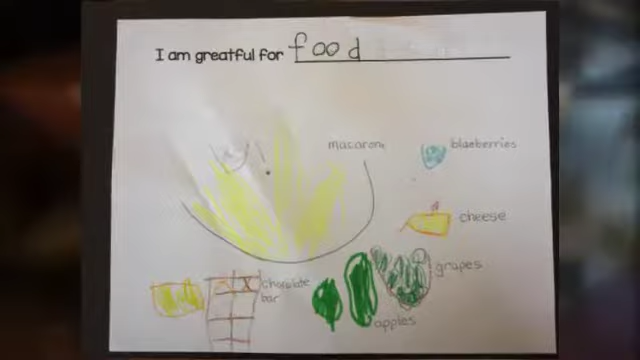 I am greatful for food
macaroni
blueberries
cheese
grapes
chocolate
bar
apples